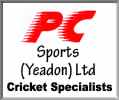 PC
Sports
(Yeadon) Ltd
Cricket Specialists